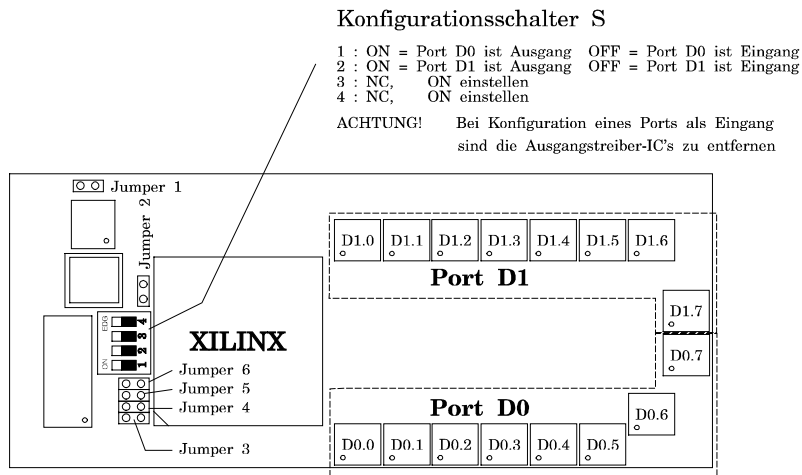 Konfigurationsschalter S
1 : ON = Port D0 ist Ausgang OFF = Port D0 ist Eingang
2 : ON = Port D1 ist Ausgang OFF = Port D1 ist Eingang
3 : NC, ON einstellen
4 : NC, ON einstellen
ACHTUNG! Bei Konfiguration eines Ports als Eingang
sind die Ausgangstreiber-IC's zu entfernen
Jumper 1
Jumper 2
D1.0 D1.1 D1.2 D1.3 D1.4 D1.5 D1.6
Port D1
D1.7
EDG
ON
4
3
2
1
XILINX
D0.7
Jumper 6
Jumper 5
Jumper 4
Jumper 3
Port D0
D0.6
D0.0 D0.1 D0.2 D0.3 D0.4 D0.5